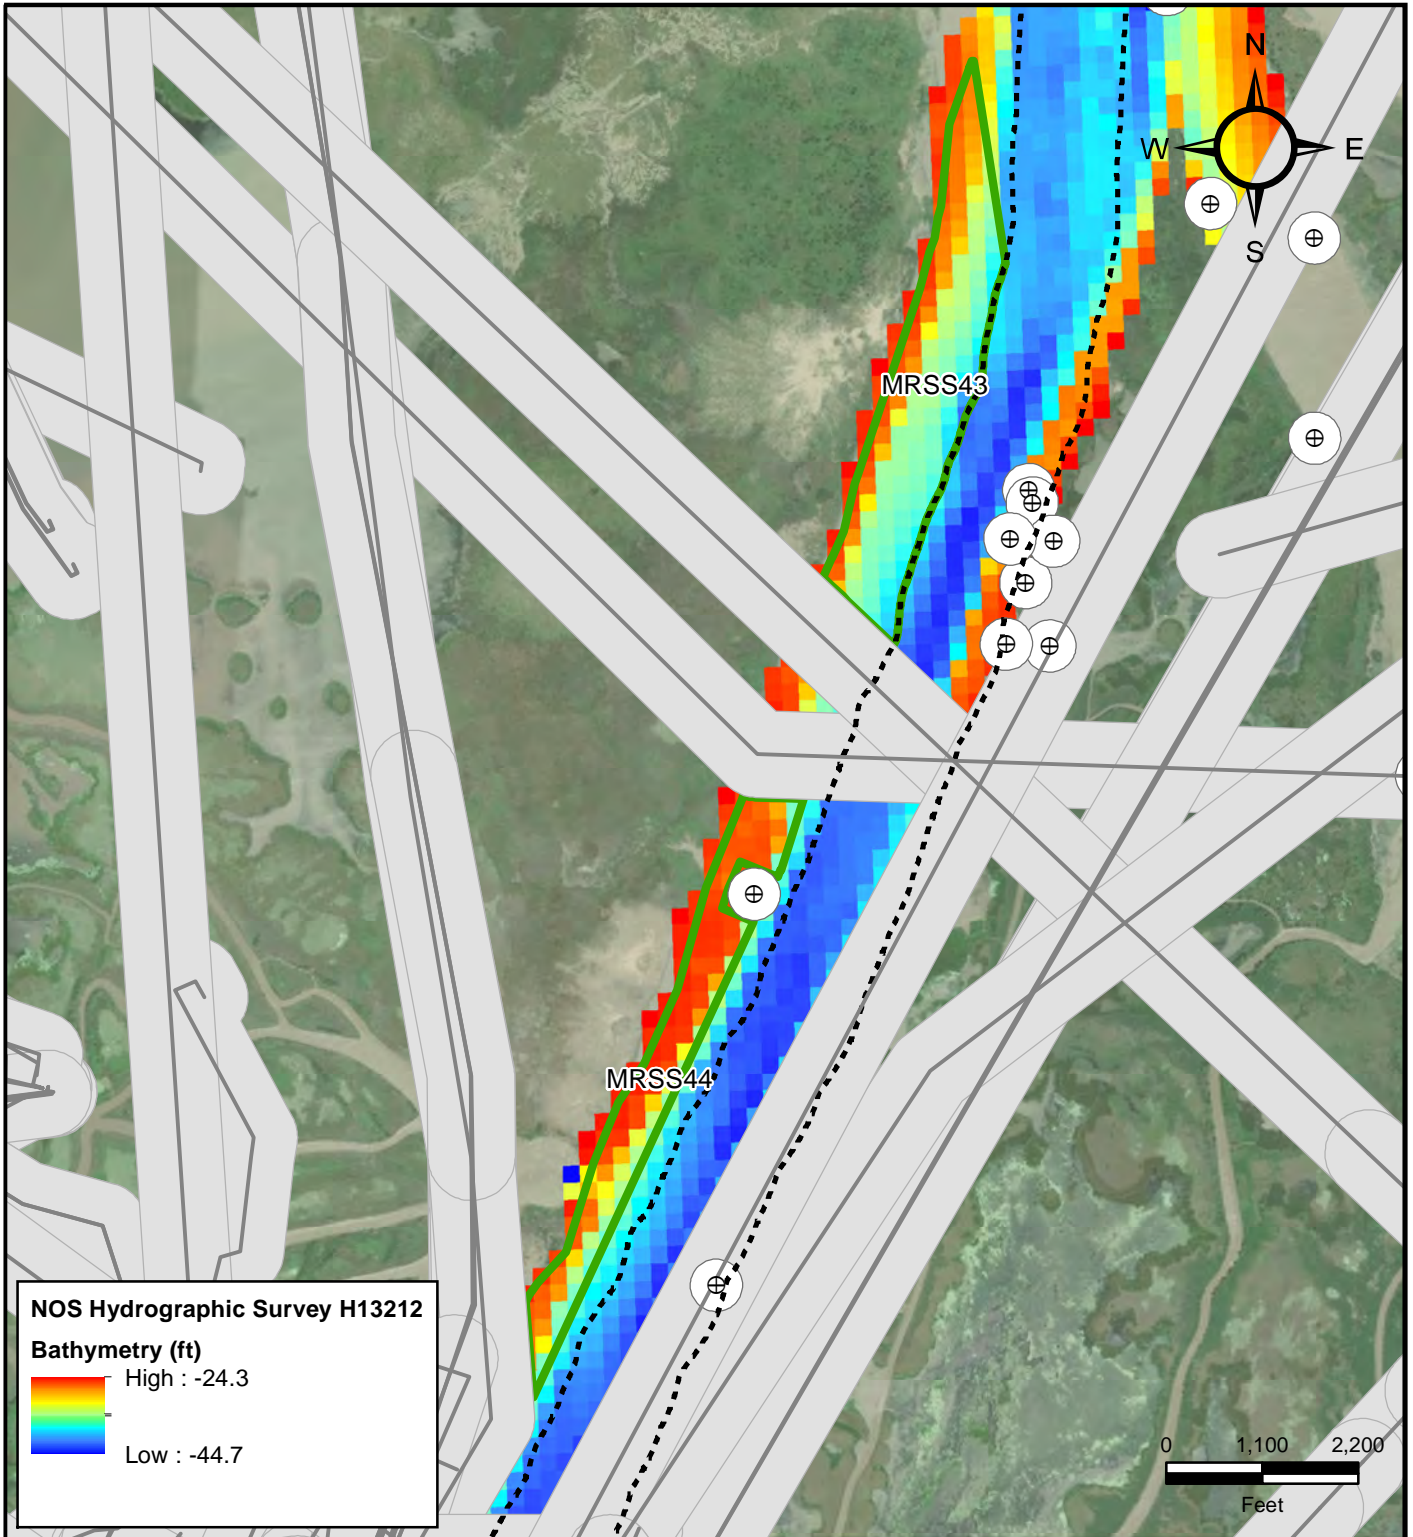 N
W E
S
MRSS43
MRSS44
NOS Hydrographic Survey H13212
Bathymetry (ft)
High : -24.3
Low : -44.7
0 1,100 2,200
Feet